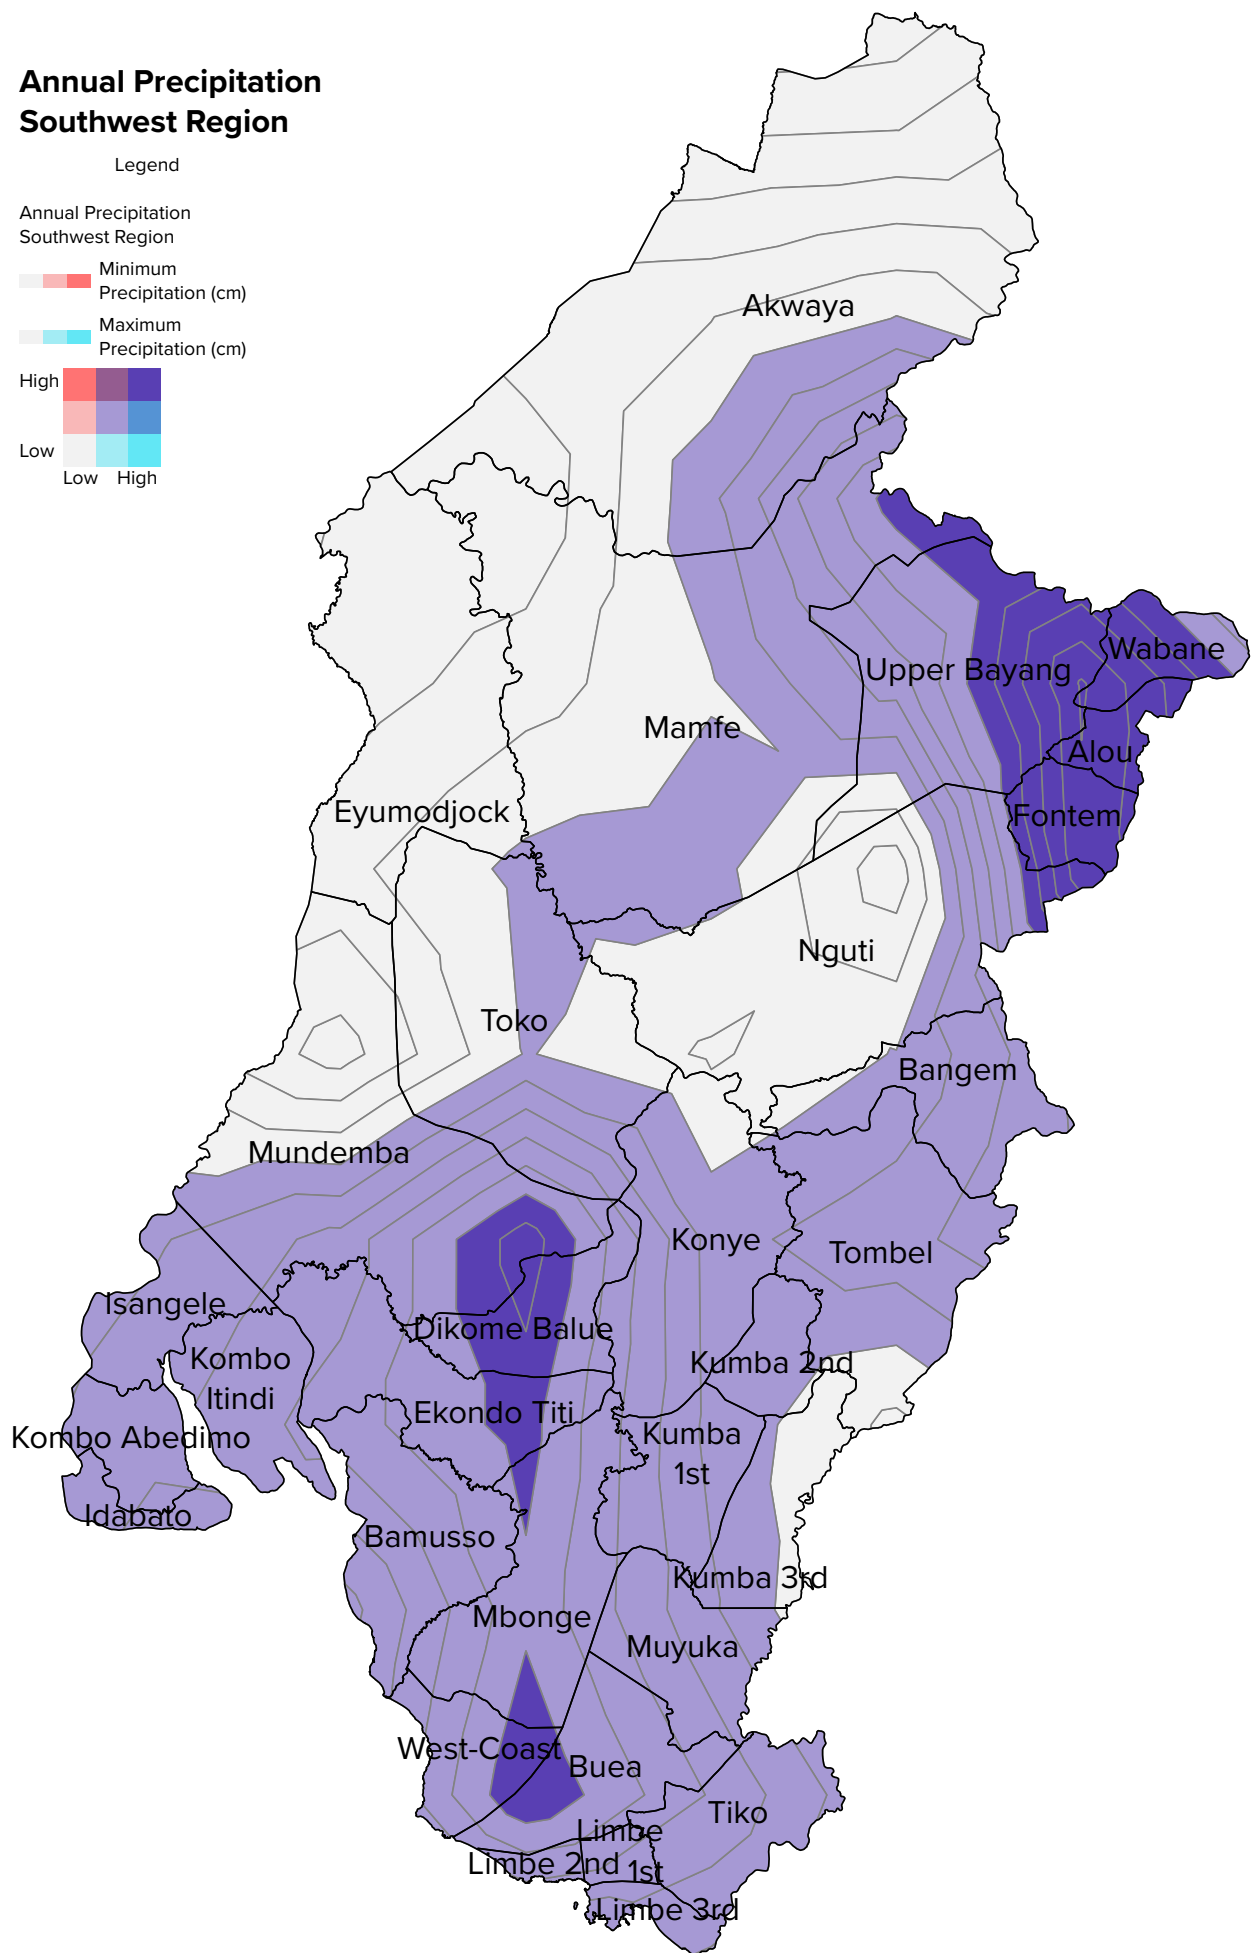 Annual Precipitation
Southwest Region
Legend
Annual Precipitation
Southwest Region
Minimum
Precipitation (cm)
Maximum
Precipitation (cm)
High
Low
Low High
Akwaya
Wabane
Upper Bayang
Mamfe
Alou
Eyumodjock
Fontem
Nguti
Toko
Bangem
Mundemba
Konye
Tombel
Isangele
Dikome Balue
Kombo
Itindi
Kumba 2nd
Ekondo Titi
Kombo Abedimo
Kumba
1st
Idabato
Bamusso
Kumba 3rd
Mbonge
Muyuka
West-Coast
Buea
Tiko
Limbe
1st
Limbe 2nd
Limbe 3rd